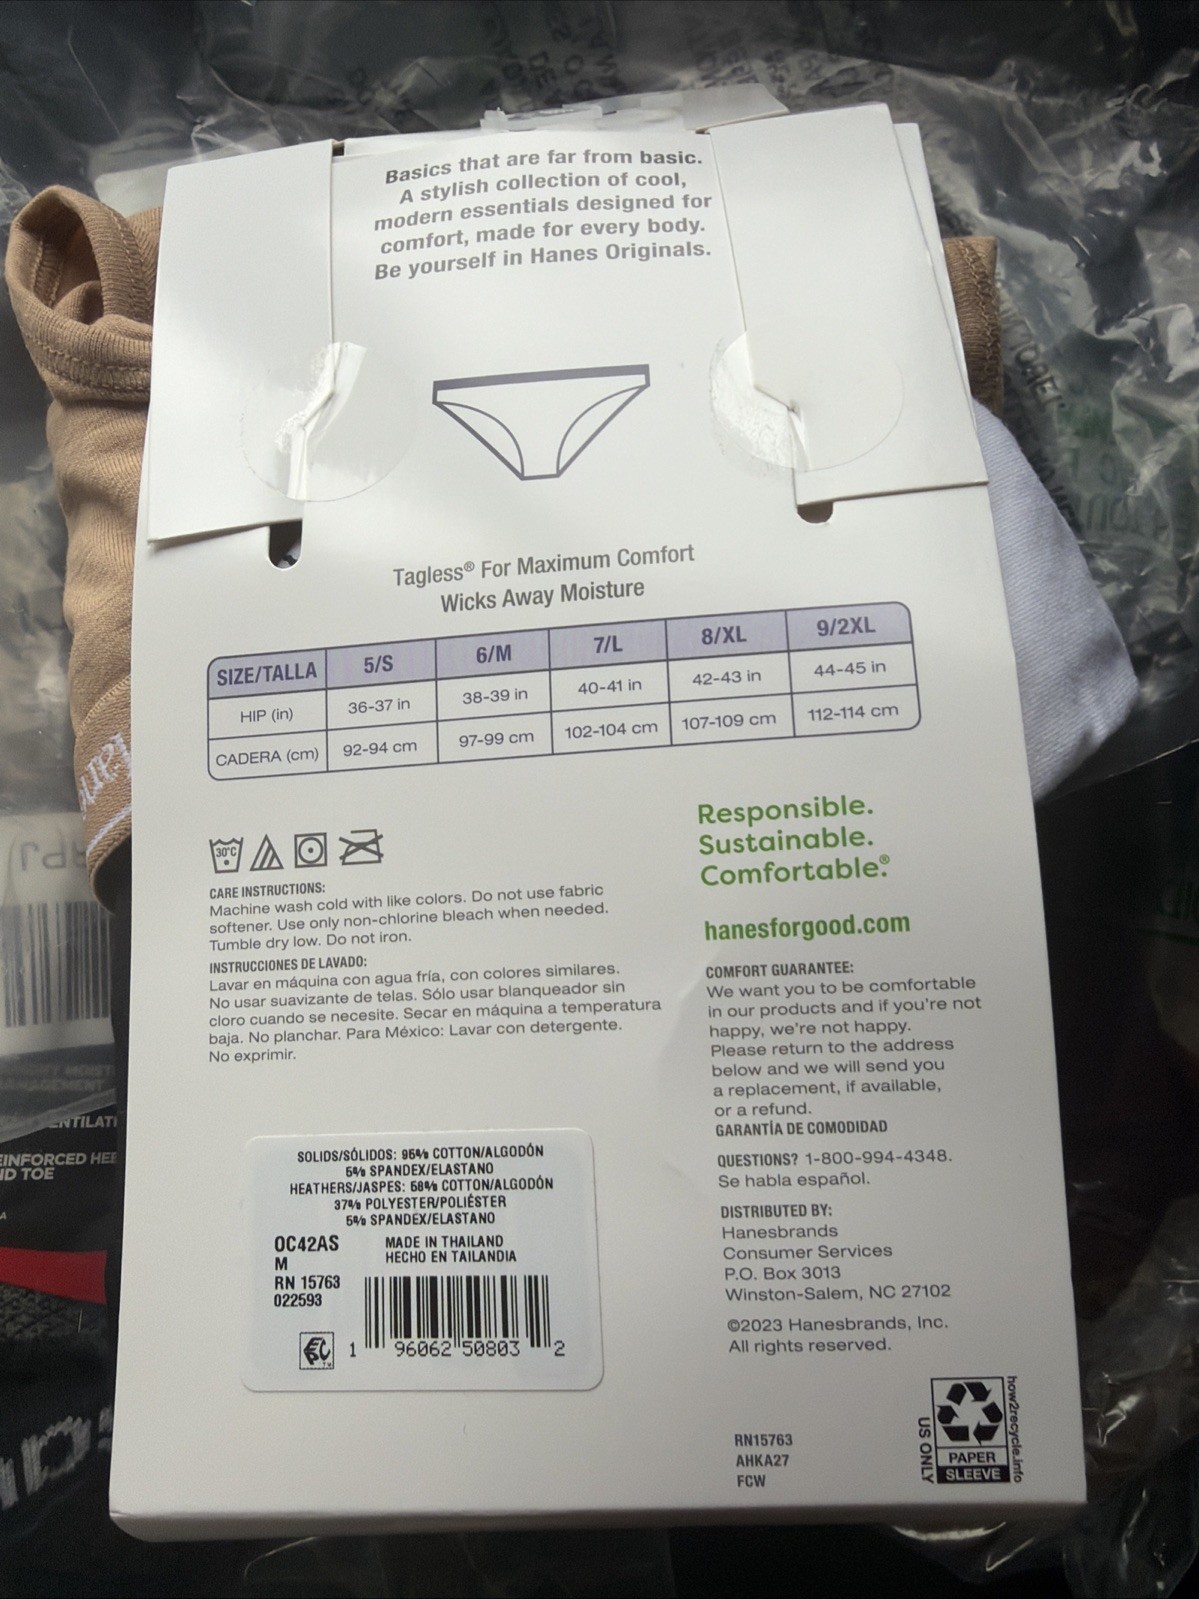 Basics that are far from basic.
A stylish collection of cool,
modern essentials designed for
comfort, made for every body.
Be yourself in Hanes Originals.
Tagless® For Maximum Comfort
Wicks Away Moisture
SIZE/TALLA 5/S 6/M 7/L 8/XL 9/2XL
HIP (in) 36-37 in 38-39 in 40-41 in 42-43 in 44-45 in
CADERA (cm) 92-94 cm 97-99 cm 102-104 cm 107-109 cm 112-114 cm
30°C
CARE INSTRUCTIONS:
Machine wash cold with like colors. Do not use fabric
softener. Use only non-chlorine bleach when needed.
Tumble dry low. Do not iron.
INSTRUCCIONES DE LAVADO:
Lavar en máquina con agua fría, con colores similares.
No usar suavizante de telas. Sólo usar blanqueador sin
cloro cuando se necesite. Secar en máquina a temperatura
baja. No planchar. Para México: Lavar con detergente.
No exprimir.
Responsible.
Sustainable.
Comfortable.®
hanesforgood.com
COMFORT GUARANTEE:
We want you to be comfortable
in our products and if you're not
happy, we're not happy.
Please return to the address
below and we will send you
a replacement, if available,
or a refund.
GARANTÍA DE COMODIDAD
QUESTIONS? 1-800-994-4348.
Se habla español.
DISTRIBUTED BY:
Hanesbrands
Consumer Services
P.O. Box 3013
Winston-Salem, NC 27102
©2023 Hanesbrands, Inc.
All rights reserved.
SOLIDS/SÓLIDOS: 95% COTTON/ALGODÓN
5% SPANDEX/ELASTANO
HEATHERS/JASPES: 58% COTTON/ALGODÓN
37% POLYESTER/POLIÉSTER
5% SPANDEX/ELASTANO
OC42AS MADE IN THAILAND
M HECHO EN TAILANDIA
RN 15763
022593
1 96062 50803 2
RN15763
AHKA27
FCW
US ONLY
PAPER
SLEEVE
how2recycle.info
EINFORCED HEE
ND TOE